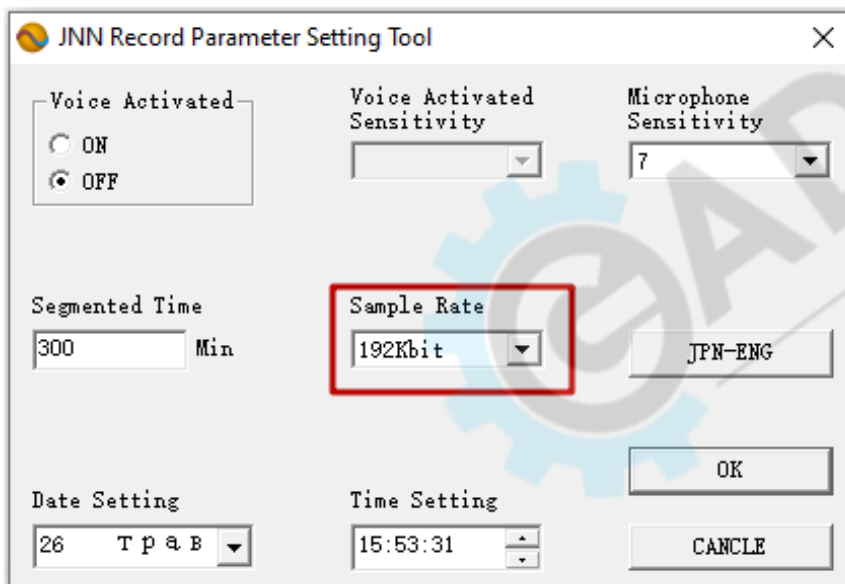 JNN Record Parameter Setting Tool
Voice Activated
ON
OFF
Voice Activated
Sensitivity
Microphone
Sensitivity
7
Segmented Time
300 Min
Sample Rate
192Kbit
JPN-ENG
OK
Date Setting
26 трав
Time Setting
15:53:31
CANCLE